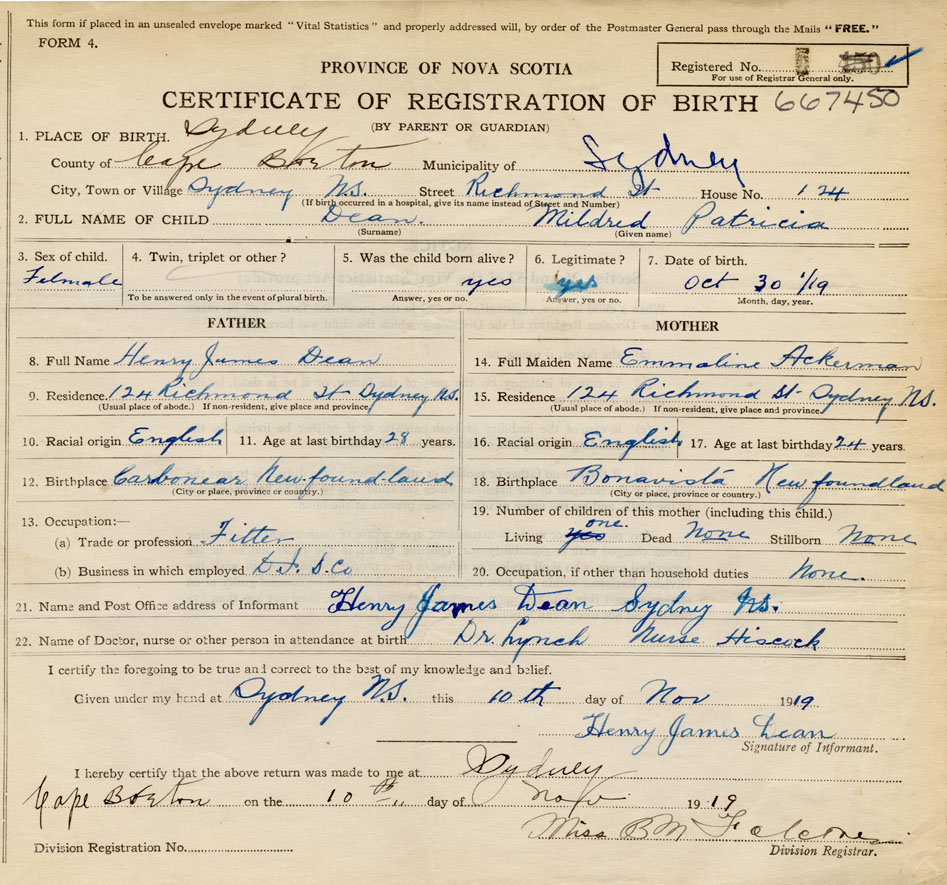 This form if placed in an unsealed envelope marked "Vital Statistics" and properly addressed will, by order of the Postmaster General pass through the Mails "FREE."
FORM 4.
Registered No. 450
For use of Registrar General only.
PROVINCE OF NOVA SCOTIA
CERTIFICATE OF REGISTRATION OF BIRTH 667450
(BY PARENT OR GUARDIAN)
1. PLACE OF BIRTH. Sydney
County of Cape Breton Municipality of Sydney
City, Town or Village Sydney N.S. Street Richmond St House No. 124
(If birth occurred in a hospital, give its name instead of Street and Number)
2. FULL NAME OF CHILD Dean. Mildred Patricia
(Surname) (Given name)
3. Sex of child. 4. Twin, triplet or other? 5. Was the child born alive? 6. Legitimate? 7. Date of birth.
Felmale yes yes Oct 30 1/19
To be answered only in the event of plural birth. Answer, yes or no. Answer, yes or no. Month, day, year.
FATHER MOTHER
8. Full Name Henry James Dean 14. Full Maiden Name Emmaline Ackerman
9. Residence. 124 Richmond St Sydney N.S. 15. Residence 124 Richmond St Sydney N.S.
(Usual place of abode.) If non-resident, give place and province (Usual place of abode.) If non-resident, give place and province
10. Racial origin English 11. Age at last birthday 28 years. 16. Racial origin English 17. Age at last birthday 24 years.
12. Birthplace Carbonear New-found-laurd 18. Birthplace Bonavista Newfoundland
(City or place, province or country.) (City or place, province or country.)
13. Occupation:— 19. Number of children of this mother (including this child.)
(a) Trade or profession Fitter Living yes one. Dead None Stillborn None
(b) Business in which employed D.I.S.Co 20. Occupation, if other than household duties None.
21. Name and Post Office address of Informant Henry James Dean Sydney N.S.
22. Name of Doctor, nurse or other person in attendance at birth Dr. Lynch Nurse Hiscock
I certify the foregoing to be true and correct to the best of my knowledge and belief.
Given under my hand at Sydney N.S. this 10th day of Nov 1919
Henry James Dean
Signature of Informant.
I hereby certify that the above return was made to me at Sydney
Cape Breton on the 10th day of Nov 1919
Miss B M Falcone
Division Registration No. Division Registrar.